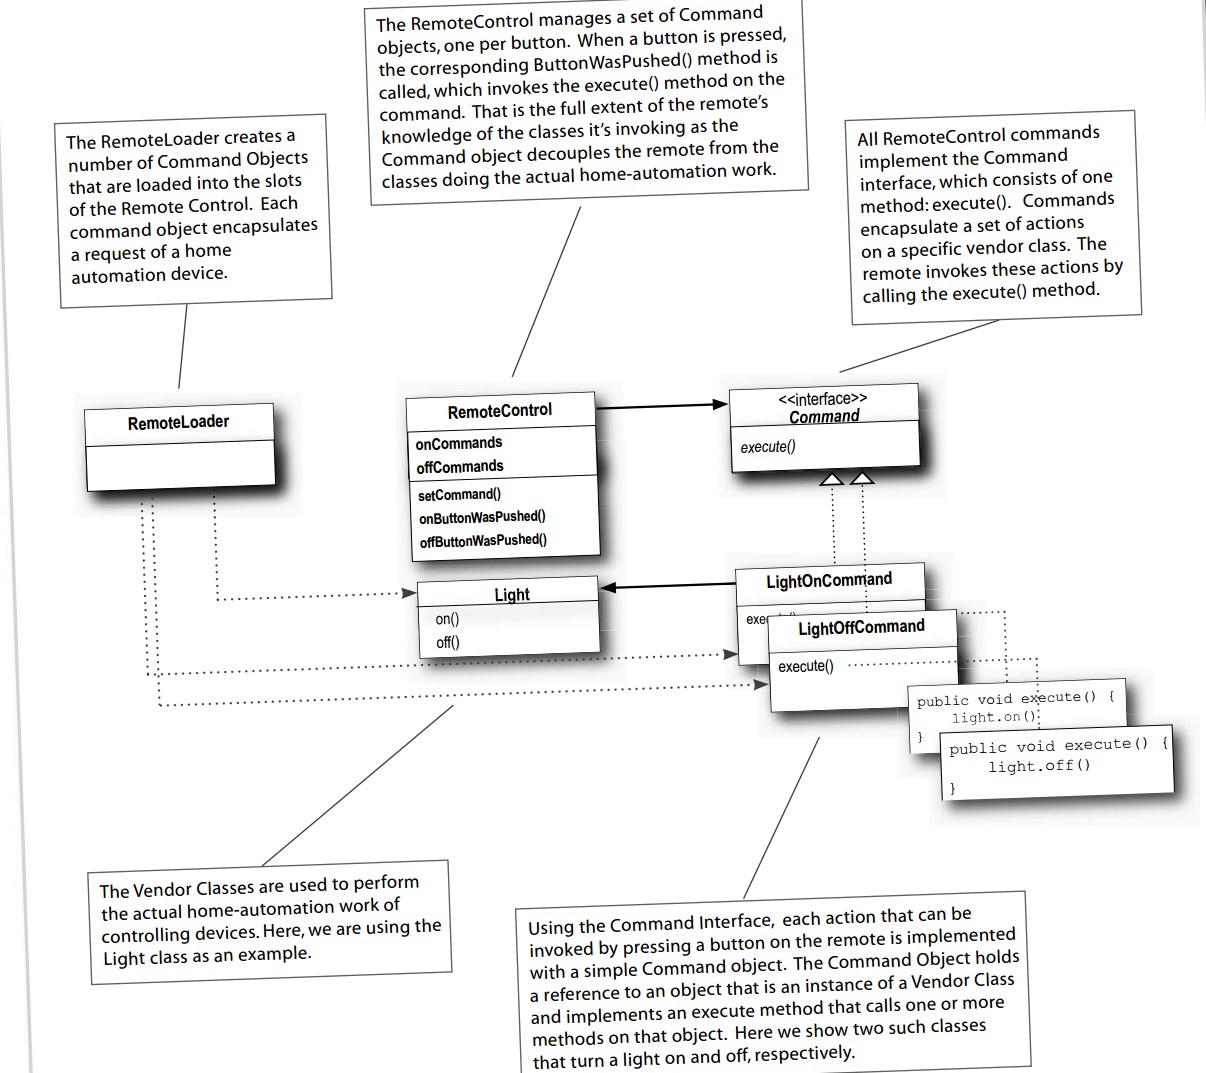 The RemoteControl manages a set of Command
objects, one per button. When a button is pressed,
the corresponding ButtonWasPushed() method is
called, which invokes the execute() method on the
command. That is the full extent of the remote's
knowledge of the classes it's invoking as the
Command object decouples the remote from the
classes doing the actual home-automation work.
The RemoteLoader creates a
number of Command Objects
that are loaded into the slots
of the Remote Control. Each
command object encapsulates
a request of a home
automation device.
All RemoteControl commands
implement the Command
interface, which consists of one
method: execute(). Commands
encapsulate a set of actions
on a specific vendor class. The
remote invokes these actions by
calling the execute() method.
RemoteLoader
RemoteControl
onCommands
offCommands
setCommand()
onButtonWasPushed()
offButtonWasPushed()
<<interface>>
Command
execute()
Light
on()
off()
LightOnCommand
LightOffCommand
execute()
public void execute() {
light.on()
}
public void execute() {
light.off()
}
The Vendor Classes are used to perform
the actual home-automation work of
controlling devices. Here, we are using the
Light class as an example.
Using the Command Interface, each action that can be
invoked by pressing a button on the remote is implemented
with a simple Command object. The Command Object holds
a reference to an object that is an instance of a Vendor Class
and implements an execute method that calls one or more
methods on that object. Here we show two such classes
that turn a light on and off, respectively.